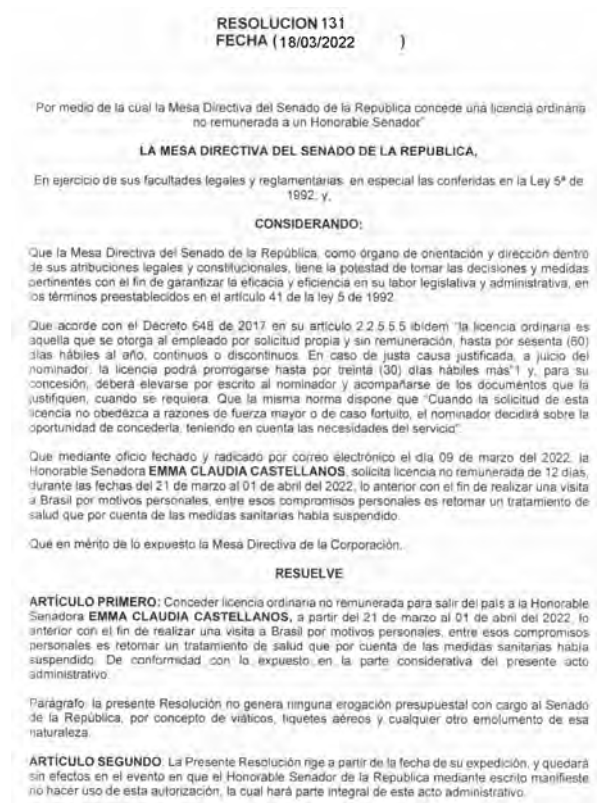 RESOLUCION 131
FECHA (18/03/2022 )
Por medio de la cual la Mesa Directiva del Senado de la Republica concede una licencia ordinaria
no remunerada a un Honorable Senador"
LA MESA DIRECTIVA DEL SENADO DE LA REPUBLICA,
En ejercicio de sus facultades legales y reglamentarias, en especial las conferidas en la Ley 5ª de
1992, y,
CONSIDERANDO:
Que la Mesa Directiva del Senado de la República, como órgano de orientación y dirección dentro
de sus atribuciones legales y constitucionales, tiene la potestad de tomar las decisiones y medidas
pertinentes con el fin de garantizar la eficacia y eficiencia en su labor legislativa y administrativa, en
los términos preestablecidos en el artículo 41 de la ley 5 de 1992.
Que acorde con el Decreto 648 de 2017 en su artículo 2.2.5.5.5 ibídem "la licencia ordinaria es
aquella que se otorga al empleado por solicitud propia y sin remuneración, hasta por sesenta (60)
días hábiles al año, continuos o discontinuos. En caso de justa causa justificada, a juicio del
nominador, la licencia podrá prorrogarse hasta por treinta (30) días hábiles más"1 y, para su
concesión, deberá elevarse por escrito al nominador y acompañarse de los documentos que la
justifiquen, cuando se requiera. Que la misma norma dispone que "Cuando la solicitud de esta
licencia no obedezca a razones de fuerza mayor o de caso fortuito, el nominador decidirá sobre la
oportunidad de concederla, teniendo en cuenta las necesidades del servicio".
Que mediante oficio fechado y radicado por correo electrónico el día 09 de marzo del 2022, la
Honorable Senadora EMMA CLAUDIA CASTELLANOS, solicita licencia no remunerada de 12 días,
durante las fechas del 21 de marzo al 01 de abril del 2022, lo anterior con el fin de realizar una visita
a Brasil por motivos personales, entre esos compromisos personales es retomar un tratamiento de
salud que por cuenta de las medidas sanitarias había suspendido.
Que en mérito de lo expuesto la Mesa Directiva de la Corporación,
RESUELVE
ARTÍCULO PRIMERO: Conceder licencia ordinaria no remunerada para salir del país a la Honorable
Senadora EMMA CLAUDIA CASTELLANOS, a partir del 21 de marzo al 01 de abril del 2022, lo
anterior con el fin de realizar una visita a Brasil por motivos personales, entre esos compromisos
personales es retomar un tratamiento de salud que por cuenta de las medidas sanitarias había
suspendido. De conformidad con lo expuesto en la parte considerativa del presente acto
administrativo.
Parágrafo: la presente Resolución no genera ninguna erogación presupuestal con cargo al Senado
de la República, por concepto de viáticos, tiquetes aéreos y cualquier otro emolumento de esa
naturaleza.
ARTÍCULO SEGUNDO: La Presente Resolución rige a partir de la fecha de su expedición, y quedará
sin efectos en el evento en que el Honorable Senador de la Republica mediante escrito manifieste
no hacer uso de esta autorización, la cual hará parte integral de este acto administrativo.